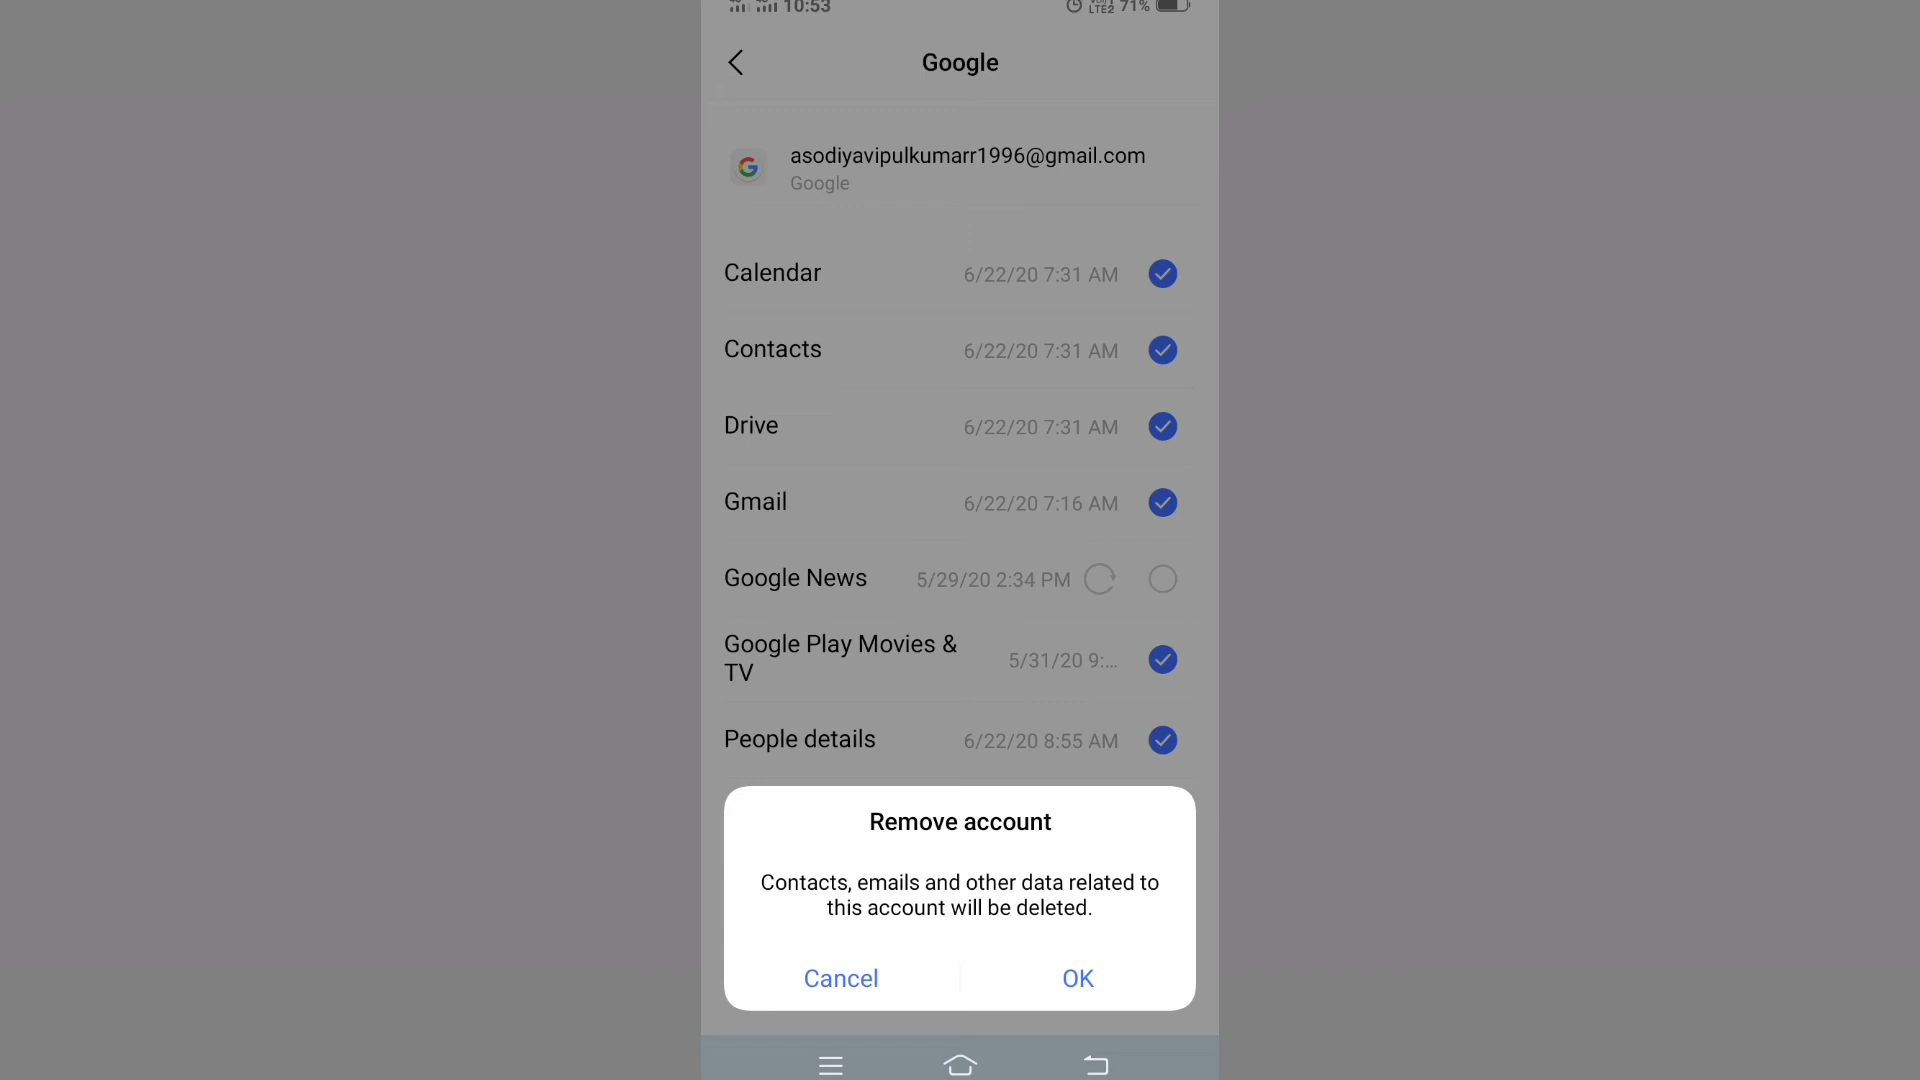 10:53
LTE2 71%
Google
asodiyavipulkumarr1996@gmail.com
Google
Calendar 6/22/20 7:31 AM
Contacts 6/22/20 7:31 AM
Drive 6/22/20 7:31 AM
Gmail 6/22/20 7:16 AM
Google News 5/29/20 2:34 PM
Google Play Movies &
TV 5/31/20 9:...
People details 6/22/20 8:55 AM
Remove account
Contacts, emails and other data related to
this account will be deleted.
Cancel OK